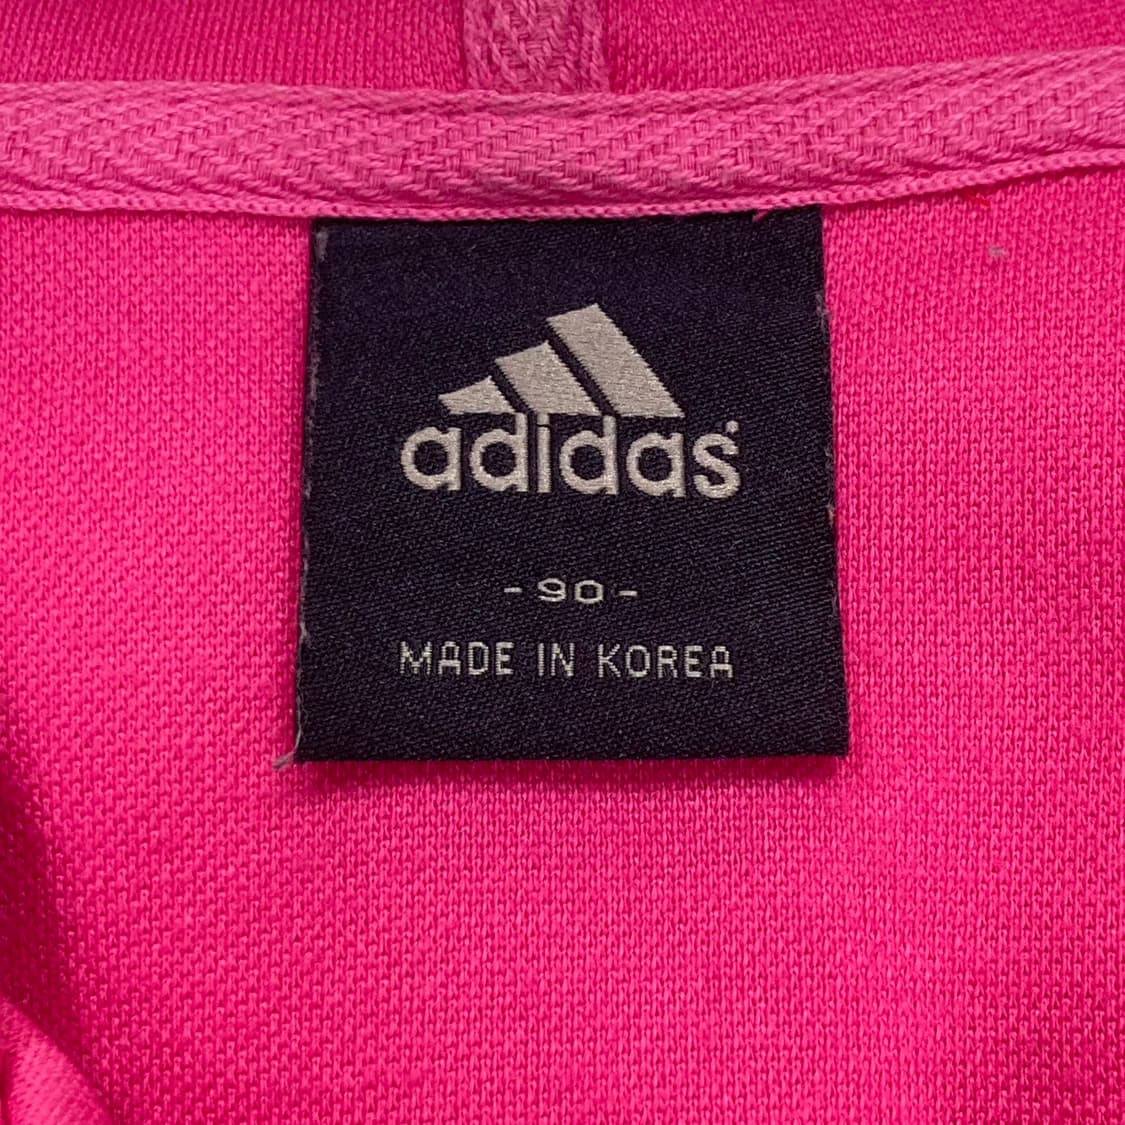 adidas
- 90 -
MADE IN KOREA